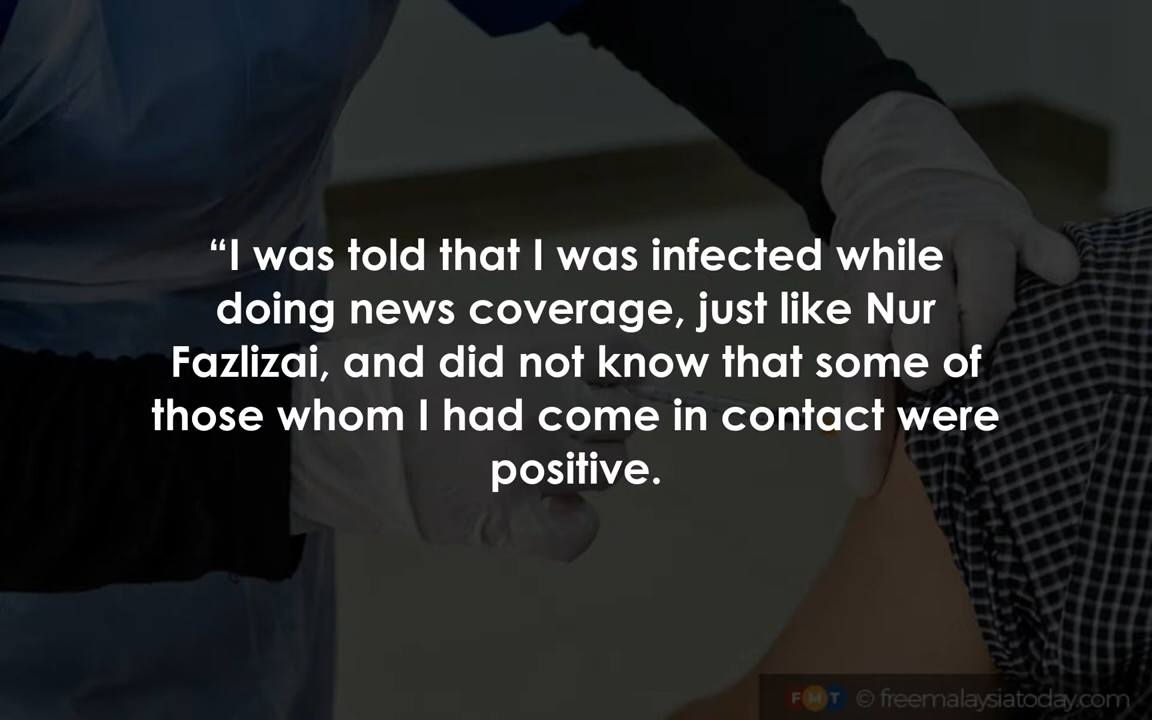 “I was told that I was infected while
doing news coverage, just like Nur
Fazlizai, and did not know that some of
those whom I had come in contact were
positive.
FMT © freemalaysiatoday.com